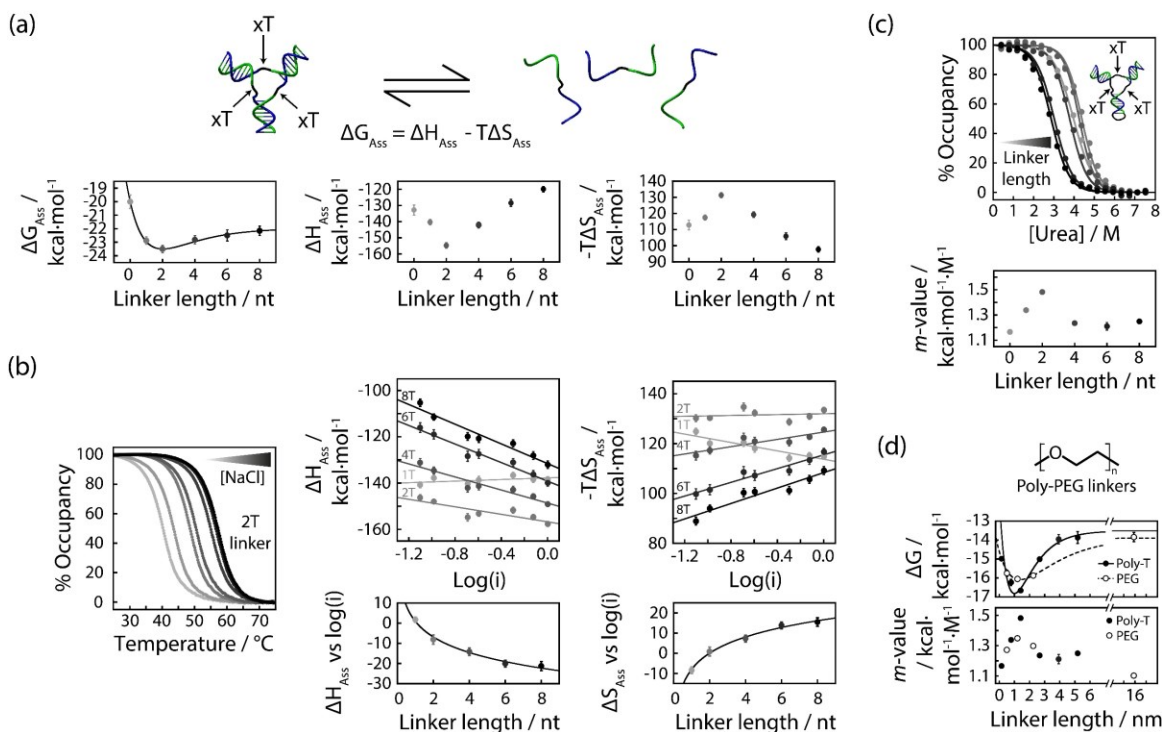 (a)
xT
xT
xT
ΔG_Ass = ΔH_Ass - TΔS_Ass
ΔG_Ass /
kcal·mol⁻¹
-19
-20
-21
-22
-23
-24
0 2 4 6 8
Linker length / nt
ΔH_Ass /
kcal·mol⁻¹
-120
-130
-140
-150
-160
0 2 4 6 8
Linker length / nt
-TΔS_Ass /
kcal·mol⁻¹
140
130
120
110
100
90
0 2 4 6 8
Linker length / nt
(b)
% Occupancy
100
80
60
40
20
0
[NaCl]
2T
linker
30 40 50 60 70
Temperature / °C
ΔH_Ass /
kcal·mol⁻¹
-100
-120
-140
-160
8T
6T
4T
1T
2T
-1.2 -0.8 -0.4 0.0
Log(i)
-TΔS_Ass /
kcal·mol⁻¹
140
120
100
80
2T
1T
4T
6T
8T
-1.2 -0.8 -0.4 0.0
Log(i)
ΔH_Ass vs log(i)
10
0
-10
-20
-30
0 2 4 6 8
Linker length / nt
ΔS_Ass vs log(i)
20
10
0
-10
0 2 4 6 8
Linker length / nt
(c)
% Occupancy
100
80
60
40
20
0
xT
xT
xT
Linker
length
0 1 2 3 4 5 6 7 8
[Urea] / M
m-value /
kcal·mol⁻¹·M⁻¹
1.5
1.3
1.1
0 2 4 6 8
Linker length / nt
(d)
O
n
Poly-PEG linkers
ΔG /
kcal·mol⁻¹
-13
-14
-15
-16
-17
Poly-T
PEG
m-value
/ kcal·
mol⁻¹·M⁻¹
1.5
1.3
1.1
Poly-T
PEG
0 1 2 3 4 5 6 7 16
Linker length / nm